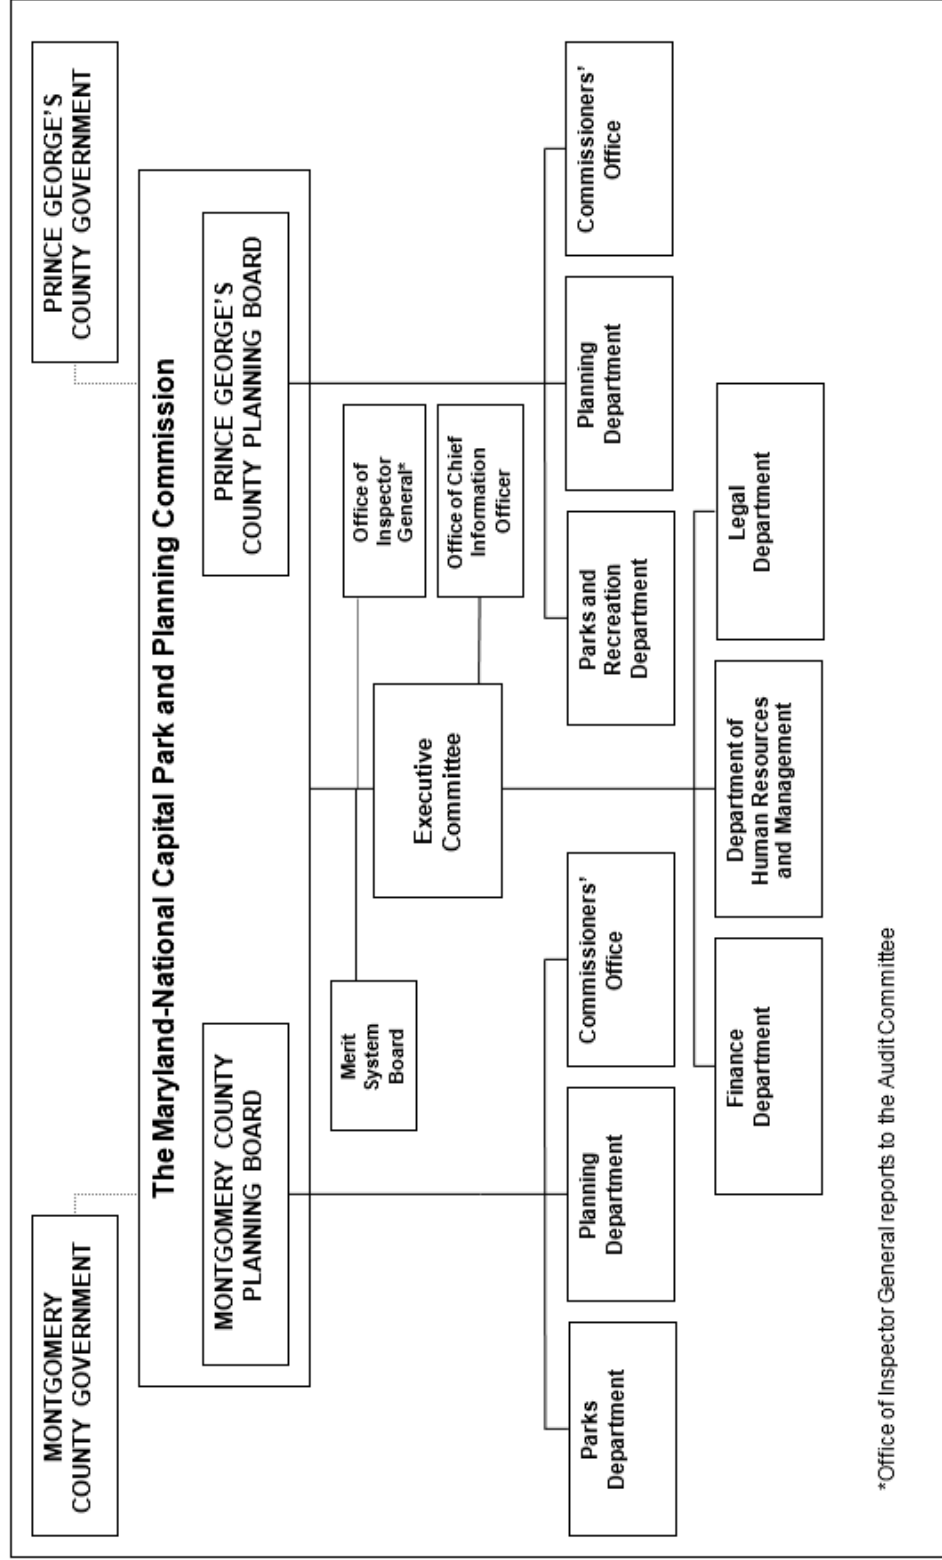 MONTGOMERY
COUNTY GOVERNMENT
PRINCE GEORGE'S
COUNTY GOVERNMENT
The Maryland-National Capital Park and Planning Commission
MONTGOMERY COUNTY
PLANNING BOARD
PRINCE GEORGE'S
COUNTY PLANNING BOARD
Merit
System
Board
Office of
Inspector
General*
Executive
Committee
Office of Chief
Information
Officer
Parks
Department
Planning
Department
Commissioners'
Office
Parks and
Recreation
Department
Planning
Department
Commissioners'
Office
Finance
Department
Department of
Human Resources
and Management
Legal
Department
*Office of Inspector General reports to the Audit Committee